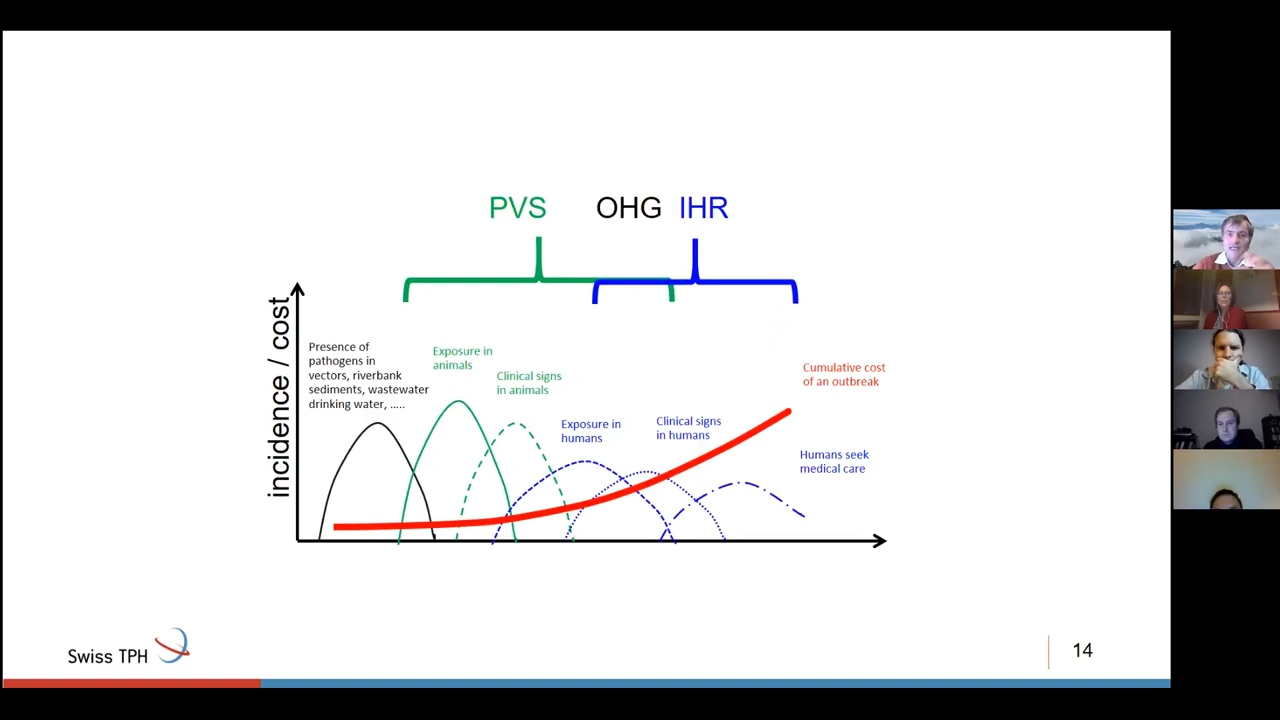 PVS OHG IHR
incidence / cost
Presence of
pathogens in
vectors, riverbank
sediments, wastewater
drinking water, .....
Exposure in
animals
Clinical signs
in animals
Exposure in
humans
Clinical signs
in humans
Cumulative cost
of an outbreak
Humans seek
medical care
Swiss TPH
14